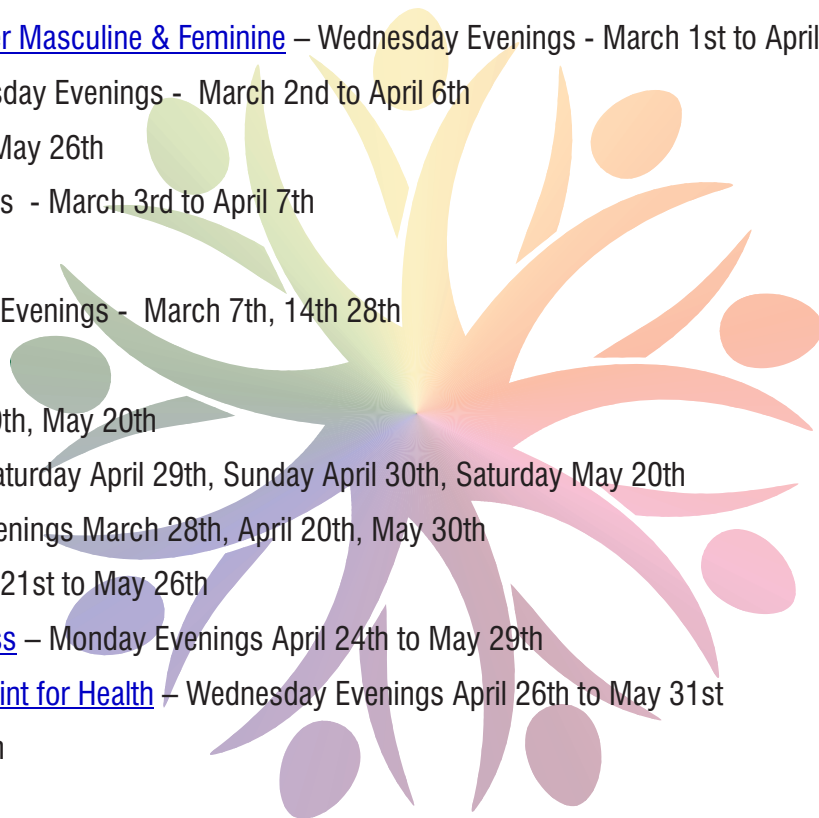 r Masculine & Feminine – Wednesday Evenings - March 1st to April
sday Evenings - March 2nd to April 6th
May 26th
s - March 3rd to April 7th
Evenings - March 7th, 14th 28th
th, May 20th
aturday April 29th, Sunday April 30th, Saturday May 20th
enings March 28th, April 20th, May 30th
21st to May 26th
ss – Monday Evenings April 24th to May 29th
int for Health – Wednesday Evenings April 26th to May 31st